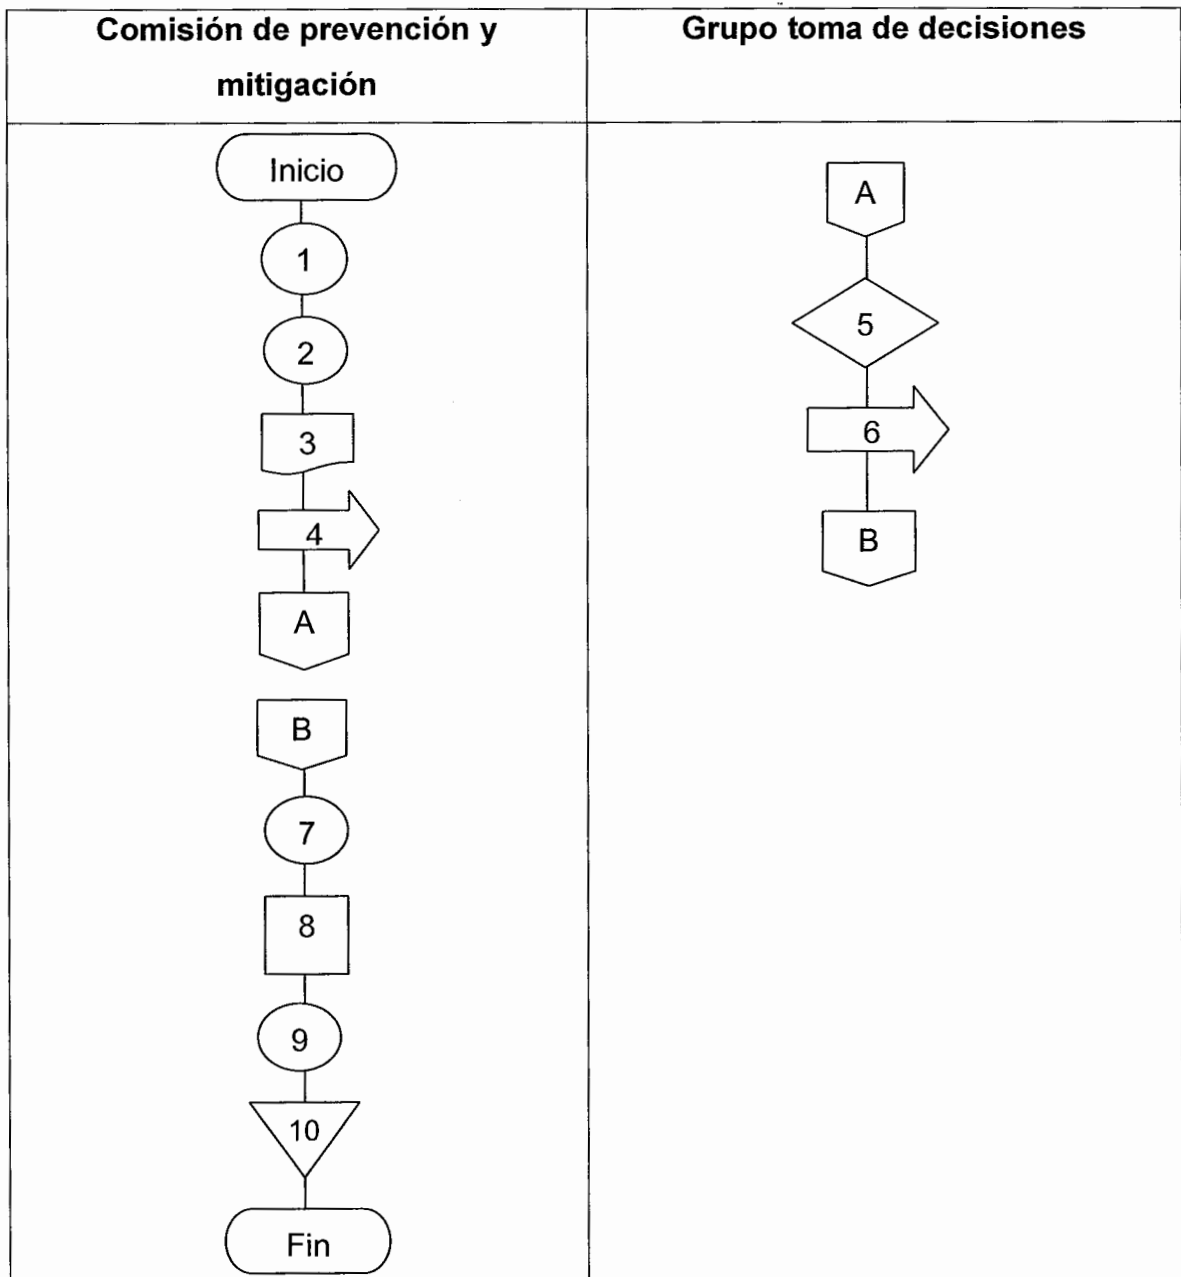 Comisión de prevención y
mitigación
Grupo toma de decisiones
Inicio
1
2
3
4
A
B
7
8
9
10
Fin
A
5
6
B